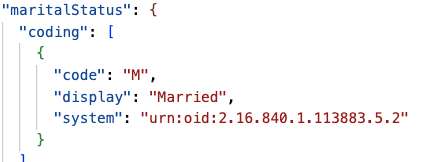 "maritalStatus": {
"coding": [
{
"code": "M",
"display": "Married",
"system": "urn:oid:2.16.840.1.113883.5.2"
}
]